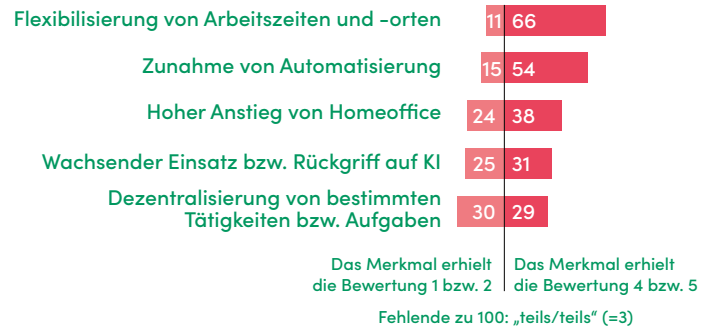 Flexibilisierung von Arbeitszeiten und -orten 11 66
Zunahme von Automatisierung 15 54
Hoher Anstieg von Homeoffice 24 38
Wachsender Einsatz bzw. Rückgriff auf KI 25 31
Dezentralisierung von bestimmten
Tätigkeiten bzw. Aufgaben 30 29
Das Merkmal erhielt
die Bewertung 1 bzw. 2
Das Merkmal erhielt
die Bewertung 4 bzw. 5
Fehlende zu 100: „teils/teils“ (=3)